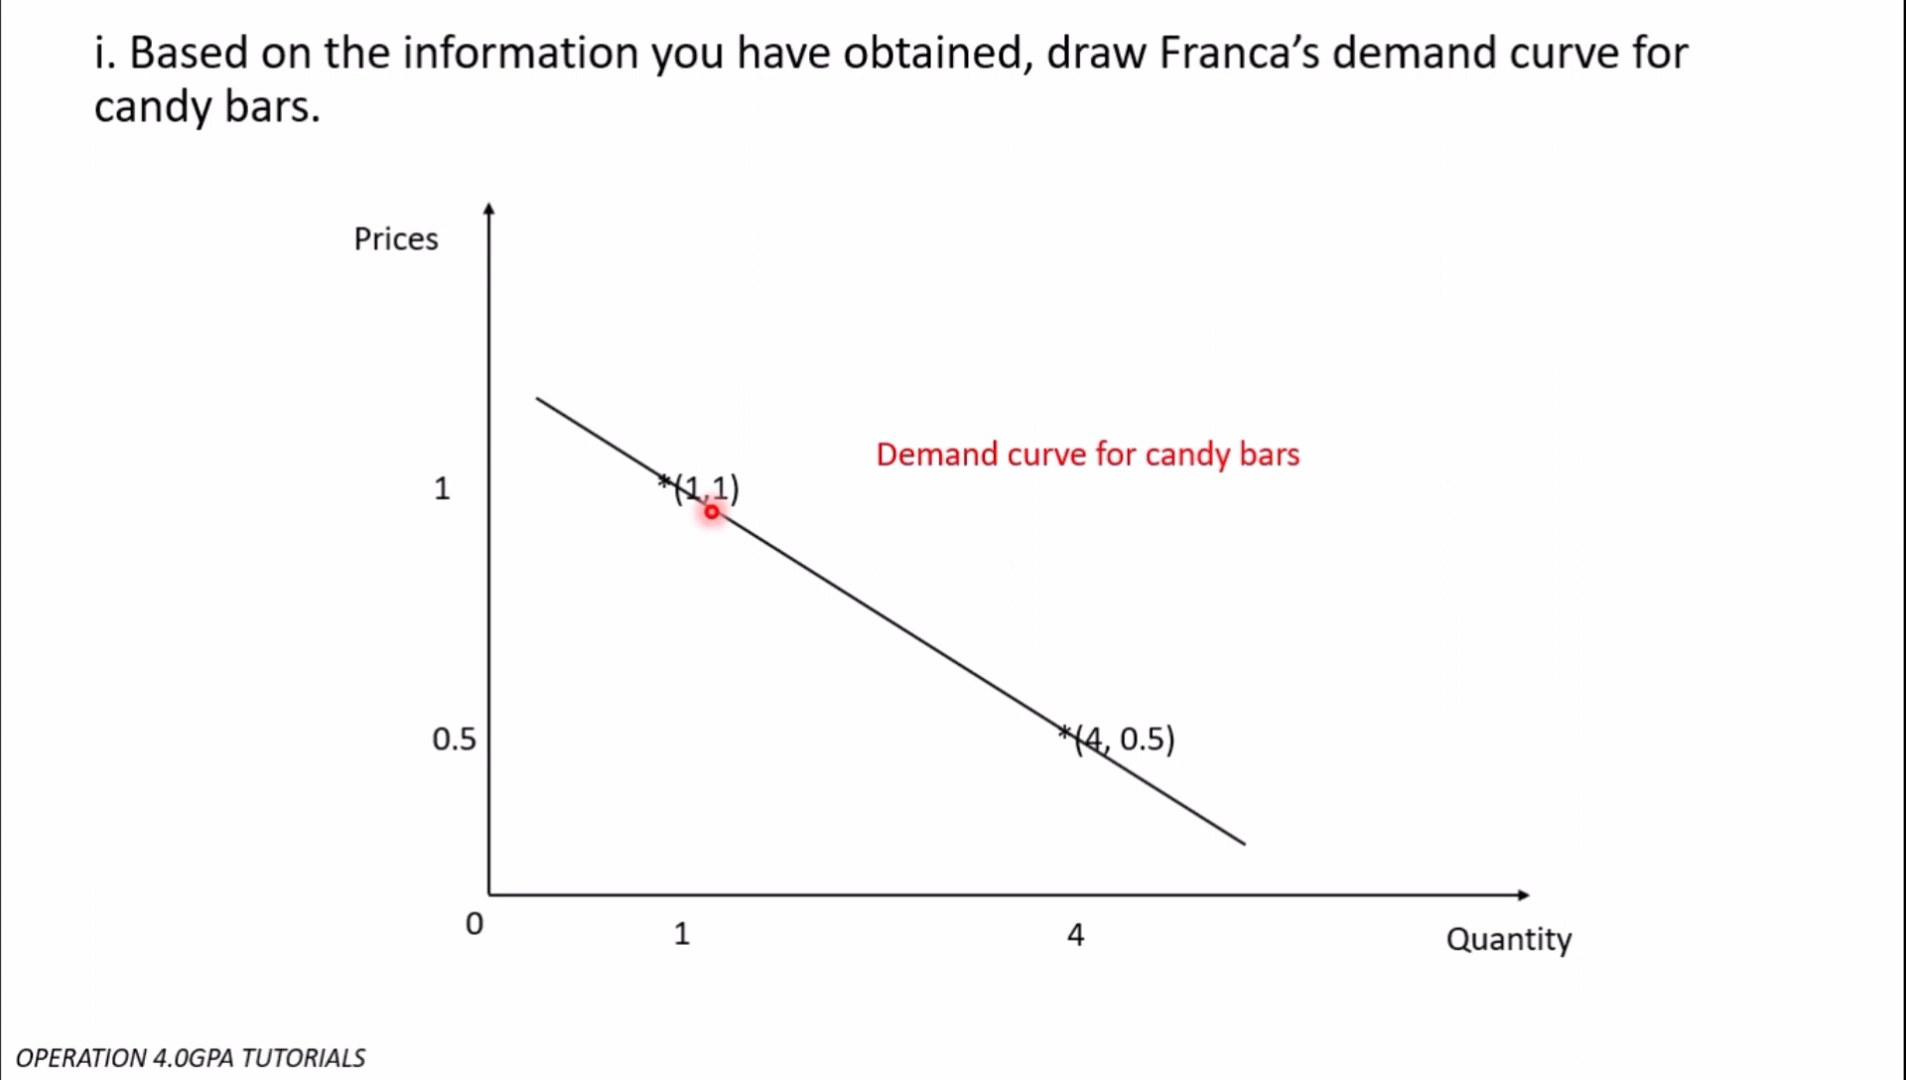 i. Based on the information you have obtained, draw Franca’s demand curve for
candy bars.
Prices
Demand curve for candy bars
1
*(1,1)
0.5
*(4, 0.5)
0
1
4
Quantity
OPERATION 4.0GPA TUTORIALS